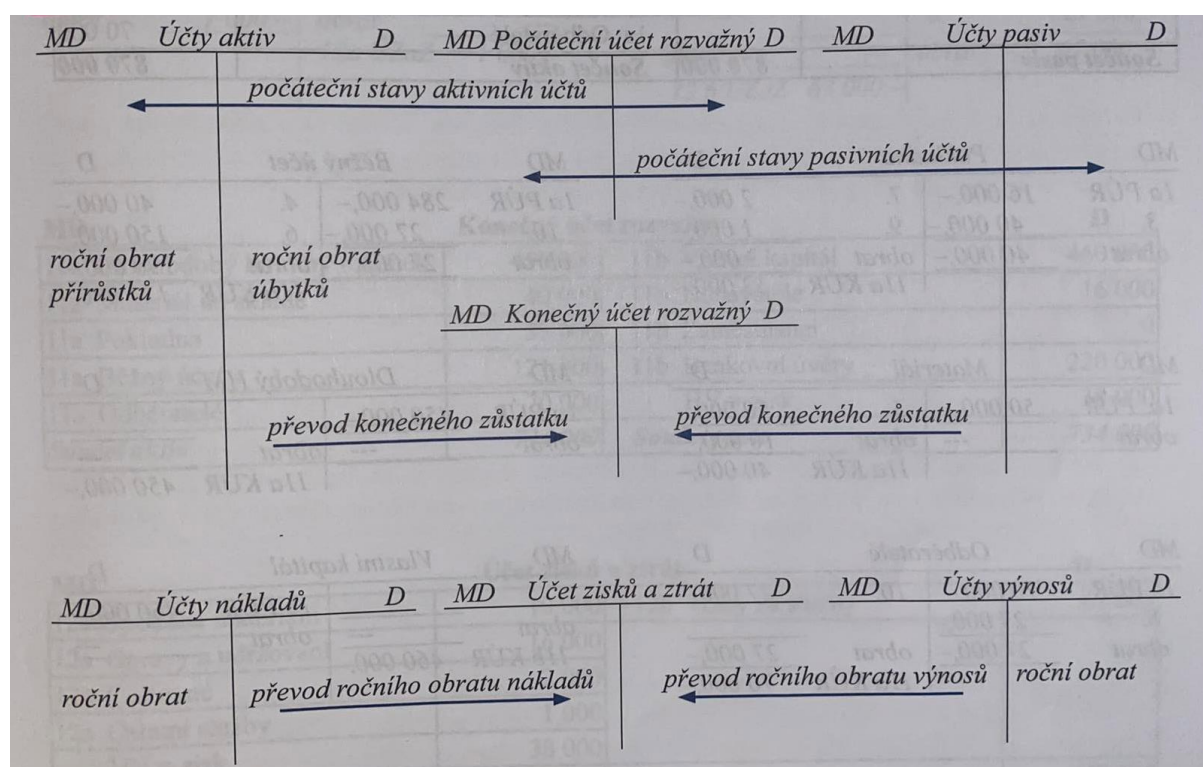 MD Účty aktiv D MD Počáteční účet rozvažný D MD Účty pasiv D
počáteční stavy aktivních účtů
počáteční stavy pasivních účtů
roční obrat přírůstků
roční obrat úbytků
MD Konečný účet rozvažný D
převod konečného zůstatku
převod konečného zůstatku
MD Účty nákladů D MD Účet zisků a ztrát D MD Účty výnosů D
roční obrat
převod ročního obratu nákladů
převod ročního obratu výnosů
roční obrat